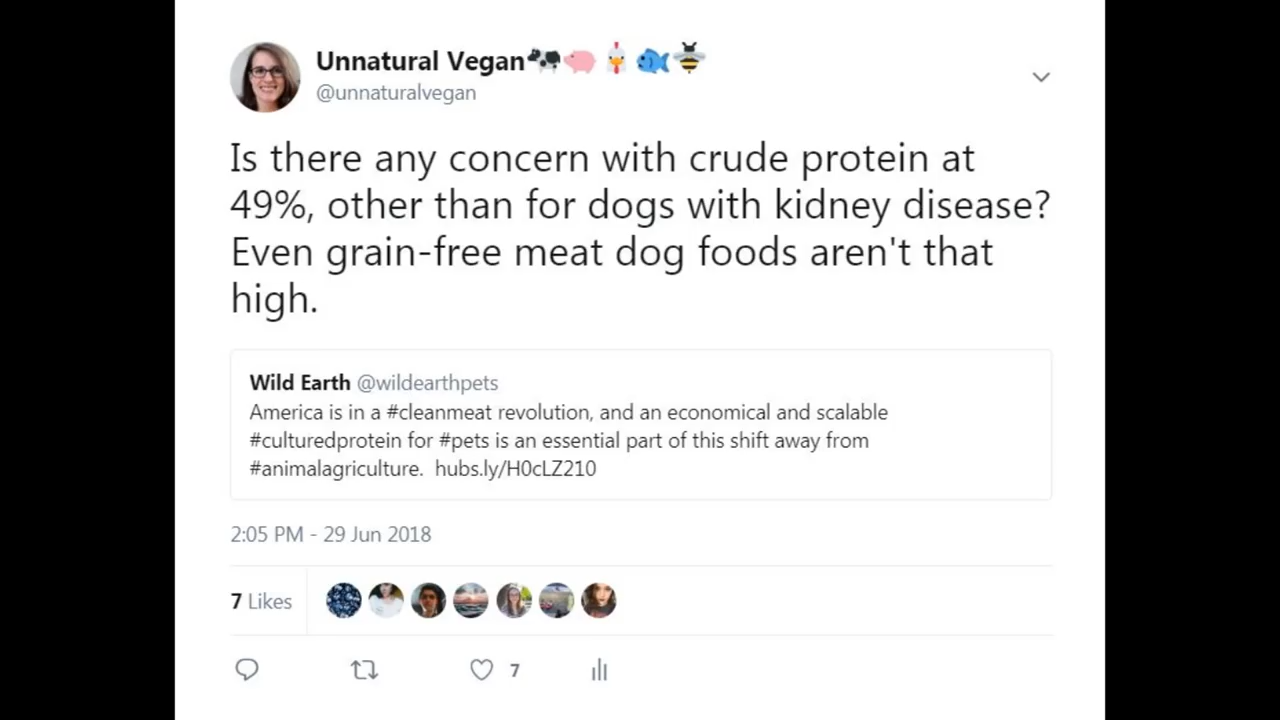 Unnatural Vegan🐄🐖🐓🐟🐝
@unnaturalvegan
Is there any concern with crude protein at
49%, other than for dogs with kidney disease?
Even grain-free meat dog foods aren't that
high.
Wild Earth @wildearthpets
America is in a #cleanmeat revolution, and an economical and scalable
#culturedprotein for #pets is an essential part of this shift away from
#animalagriculture. hubs.ly/H0cLZ210
2:05 PM - 29 Jun 2018
7 Likes
7